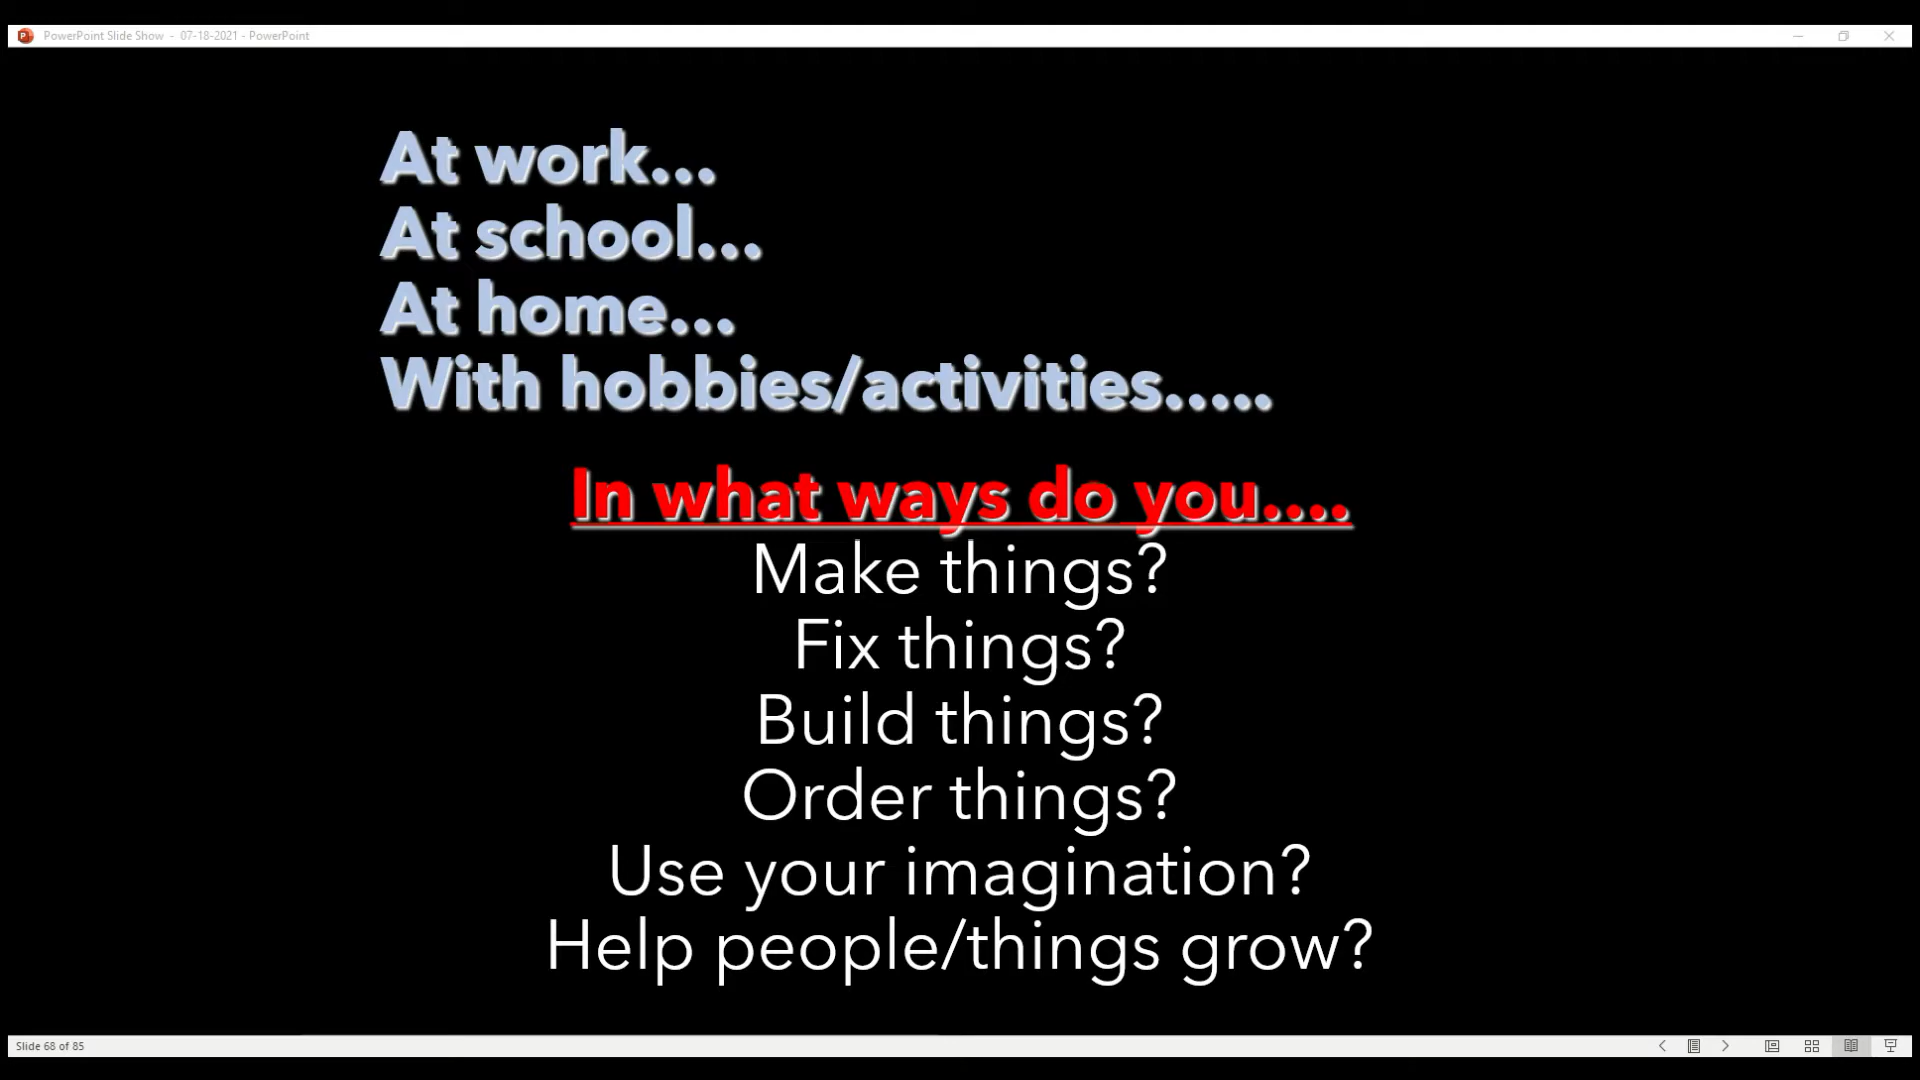 PowerPoint Slide Show - 07-18-2021 - PowerPoint
At work...
At school...
At home...
With hobbies/activities.....
In what ways do you....
Make things?
Fix things?
Build things?
Order things?
Use your imagination?
Help people/things grow?
Slide 68 of 85